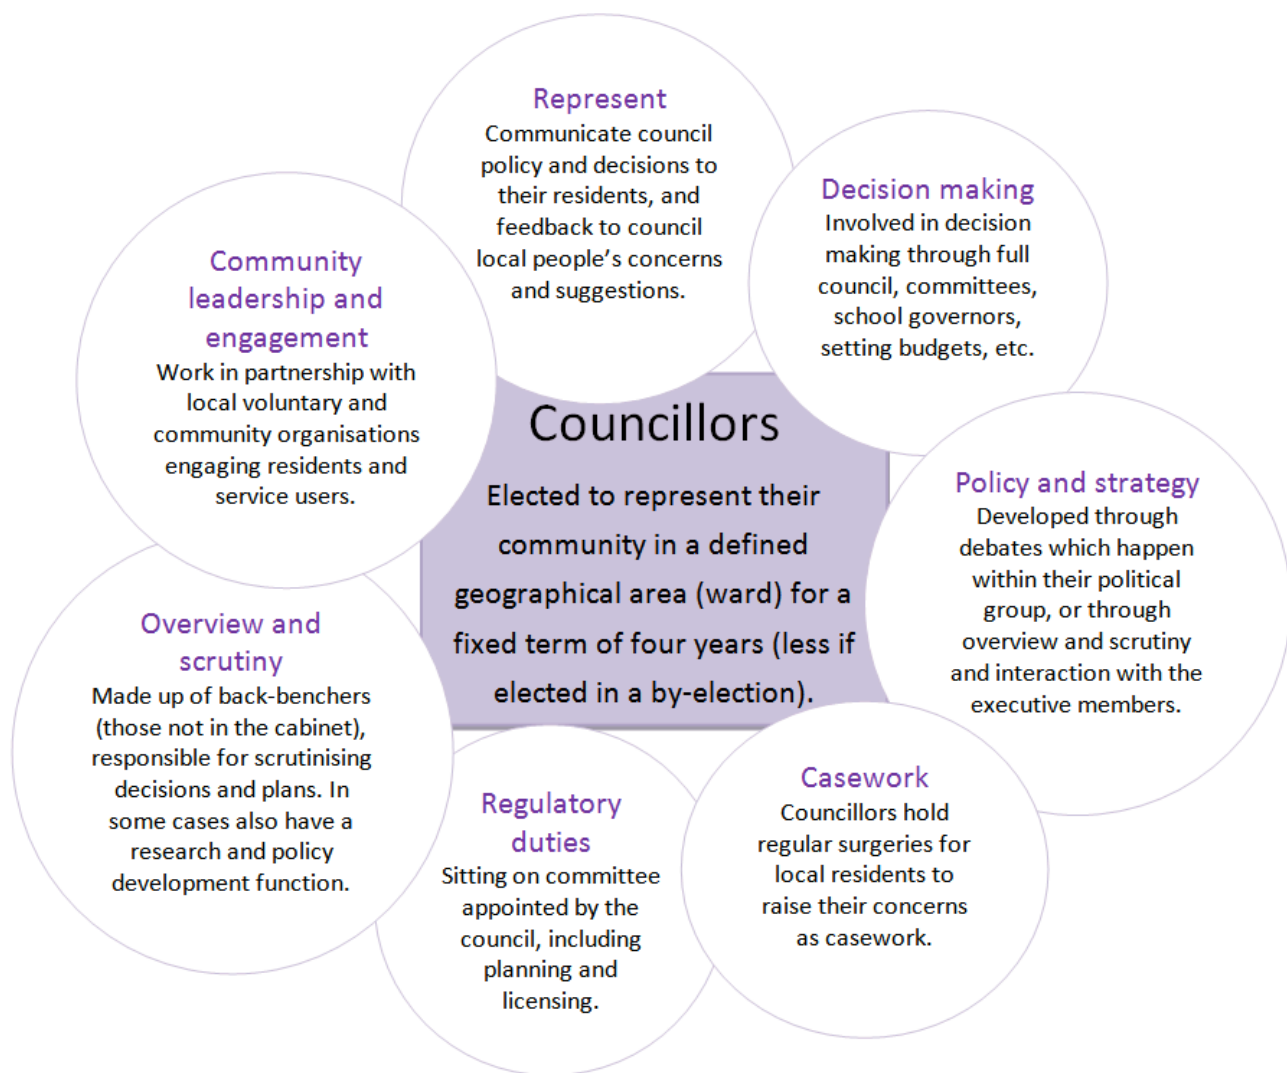 Represent
Communicate council
policy and decisions to
their residents, and
feedback to council
local people's concerns
and suggestions.
Decision making
Involved in decision
making through full
council, committees,
school governors,
setting budgets, etc.
Community
leadership and
engagement
Work in partnership with
local voluntary and
community organisations
engaging residents and
service users.
Councillors
Elected to represent their
community in a defined
geographical area (ward) for a
fixed term of four years (less if
elected in a by-election).
Policy and strategy
Developed through
debates which happen
within their political
group, or through
overview and scrutiny
and interaction with the
executive members.
Overview and
scrutiny
Made up of back-benchers
(those not in the cabinet),
responsible for scrutinising
decisions and plans. In
some cases also have a
research and policy
development function.
Regulatory
duties
Sitting on committee
appointed by the
council, including
planning and
licensing.
Casework
Councillors hold
regular surgeries for
local residents to
raise their concerns
as casework.